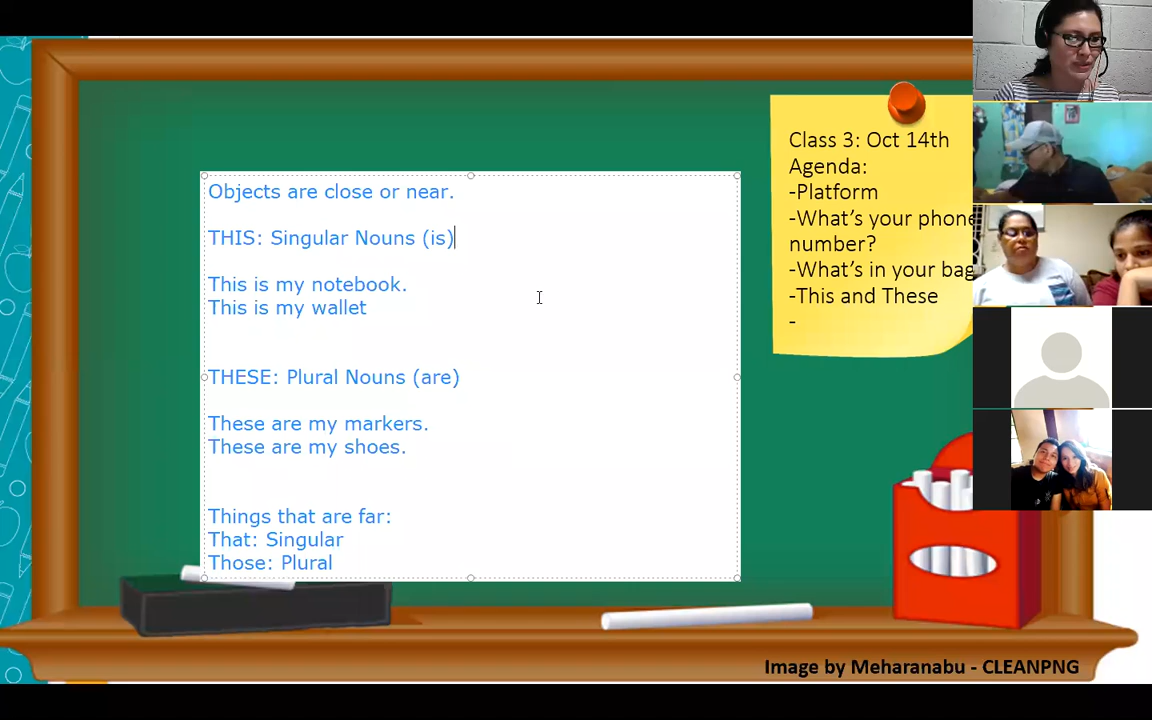 Objects are close or near.
THIS: Singular Nouns (is)
This is my notebook.
This is my wallet
THESE: Plural Nouns (are)
These are my markers.
These are my shoes.
Things that are far:
That: Singular
Those: Plural
Class 3: Oct 14th
Agenda:
-Platform
-What's your phone
number?
-What's in your bag
-This and These
-
Image by Meharanabu - CLEANPNG